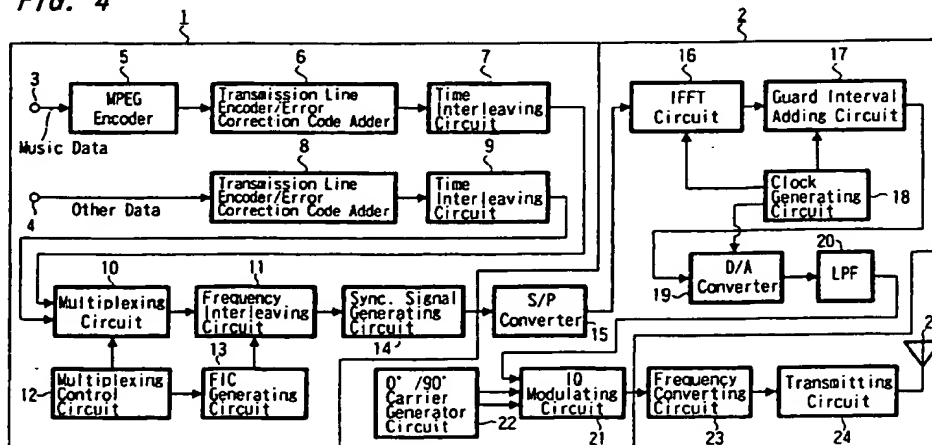 FIG. 4
1
2
3
5
MPEG
Encoder
Music Data
6
Transmission Line
Encoder/Error
Correction Code Adder
7
Time
Interleaving
Circuit
16
IFFT
Circuit
17
Guard Interval
Adding Circuit
4
Other Data
8
Transmission Line
Encoder/Error
Correction Code Adder
9
Time
Interleaving
Circuit
Clock
Generating
Circuit
18
10
Multiplexing
Circuit
11
Frequency
Interleaving
Circuit
Sync. Signal
Generating
Circuit
14
S/P
Converter
15
D/A
Converter
19
20
LPF
12
Multiplexing
Control
Circuit
13
FIC
Generating
Circuit
0° /90°
Carrier
Generator
Circuit
22
IQ
Modulating
Circuit
21
Frequency
Converting
Circuit
23
Transmitting
Circuit
24
2